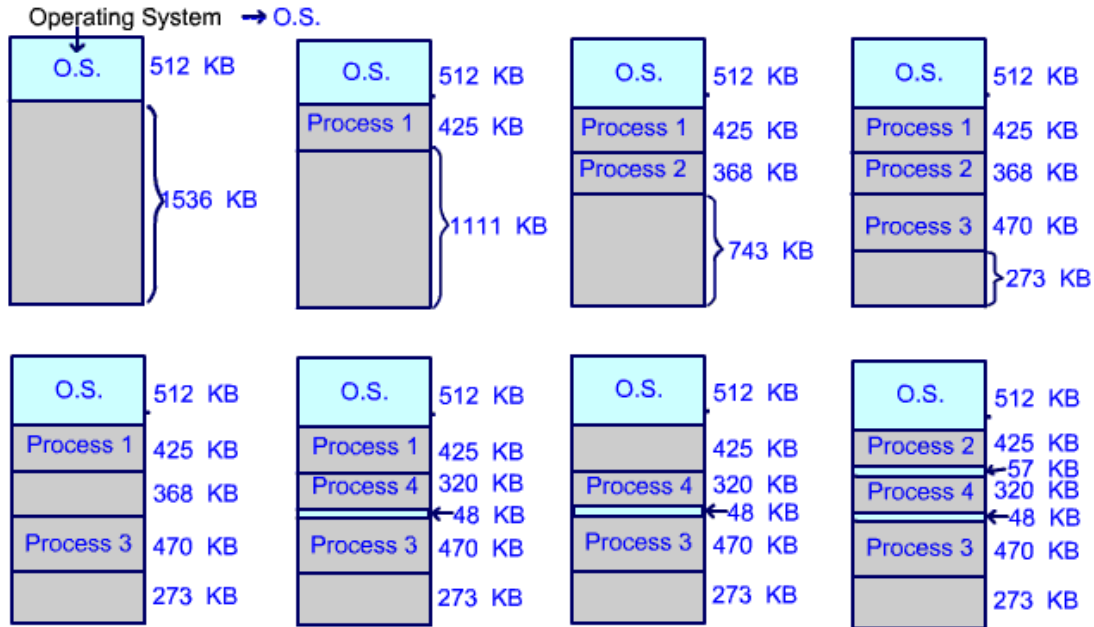 Operating System → O.S.
O.S. 512 KB
1536 KB
O.S. 512 KB
Process 1 425 KB
1111 KB
O.S. 512 KB
Process 1 425 KB
Process 2 368 KB
743 KB
O.S. 512 KB
Process 1 425 KB
Process 2 368 KB
Process 3 470 KB
273 KB
O.S. 512 KB
Process 1 425 KB
368 KB
Process 3 470 KB
273 KB
O.S. 512 KB
Process 1 425 KB
Process 4 320 KB
48 KB
Process 3 470 KB
273 KB
O.S. 512 KB
425 KB
Process 4 320 KB
48 KB
Process 3 470 KB
273 KB
O.S. 512 KB
Process 2 425 KB
57 KB
Process 4 320 KB
48 KB
Process 3 470 KB
273 KB